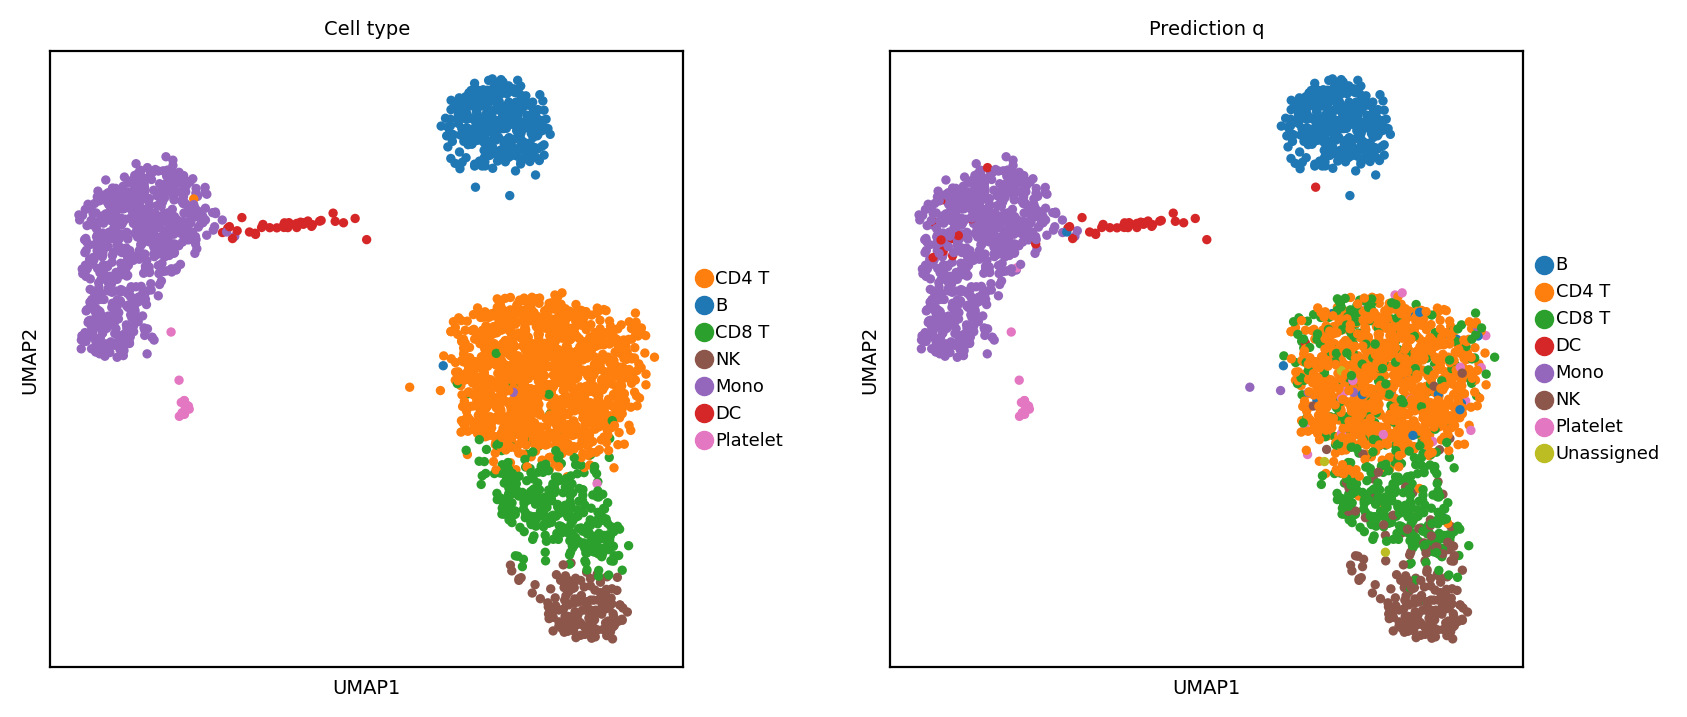 Cell type
UMAP2
UMAP1
CD4 T
B
CD8 T
NK
Mono
DC
Platelet
Prediction q
UMAP2
UMAP1
B
CD4 T
CD8 T
DC
Mono
NK
Platelet
Unassigned